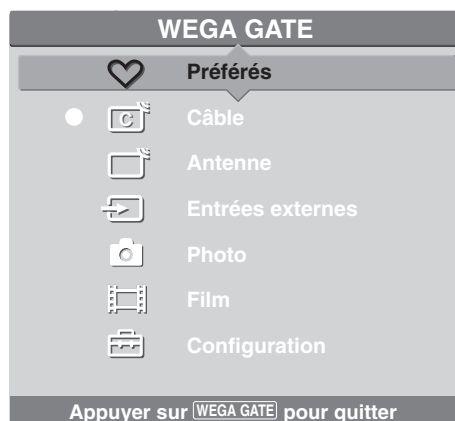 WEGA GATE
Préférés
C Câble
Antenne
Entrées externes
Photo
Film
Configuration
Appuyer sur WEGA GATE pour quitter